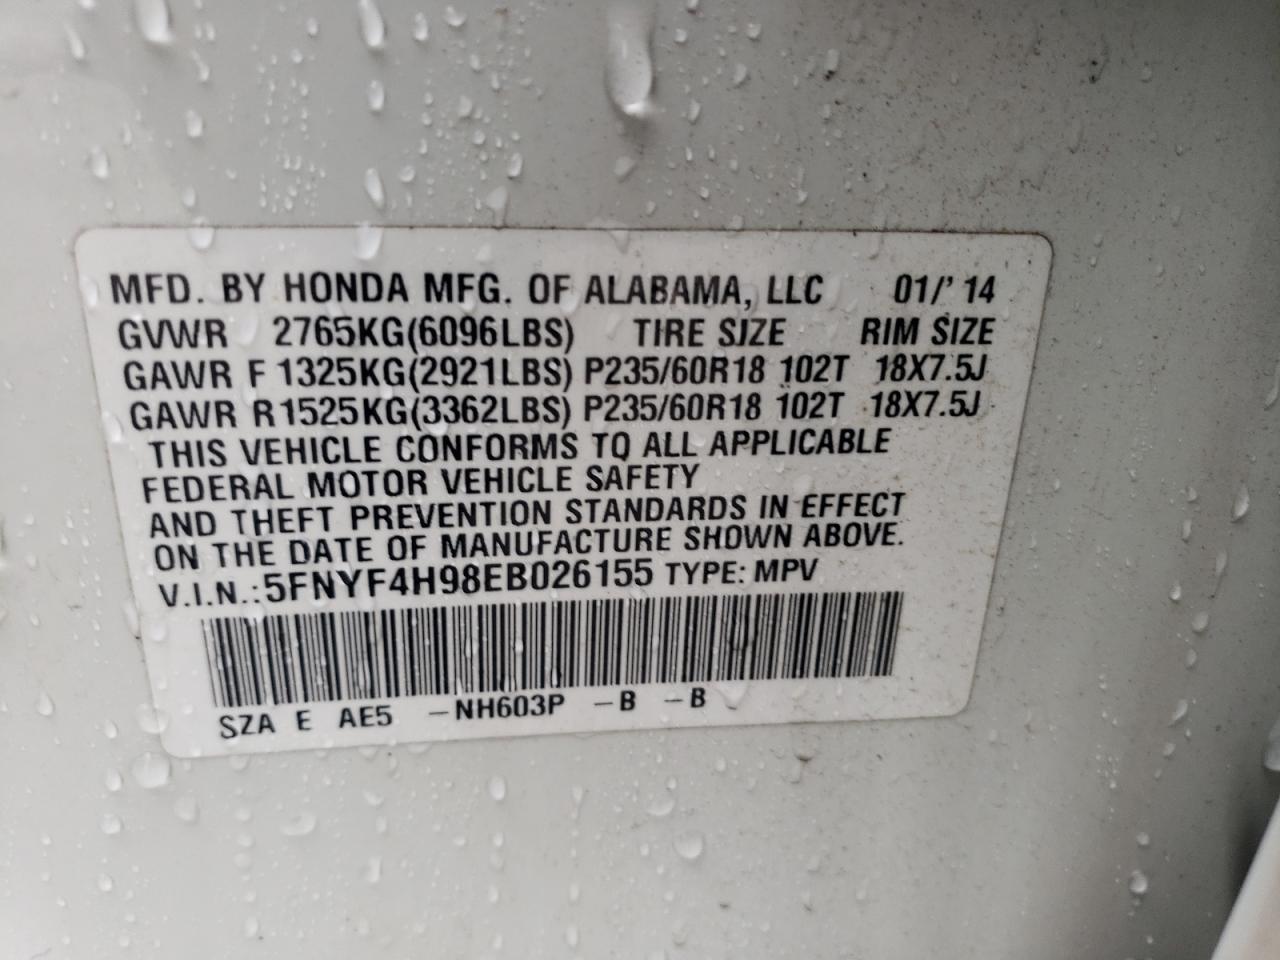 MFD. BY HONDA MFG. OF ALABAMA, LLC 01/'14
GVWR 2765KG(6096LBS) TIRE SIZE RIM SIZE
GAWR F 1325KG(2921LBS) P235/60R18 102T 18X7.5J
GAWR R 1525KG(3362LBS) P235/60R18 102T 18X7.5J
THIS VEHICLE CONFORMS TO ALL APPLICABLE
FEDERAL MOTOR VEHICLE SAFETY
AND THEFT PREVENTION STANDARDS IN EFFECT
ON THE DATE OF MANUFACTURE SHOWN ABOVE.
V.I.N.:5FNYF4H98EB026155 TYPE: MPV
SZA E AE5 -NH603P -B -B